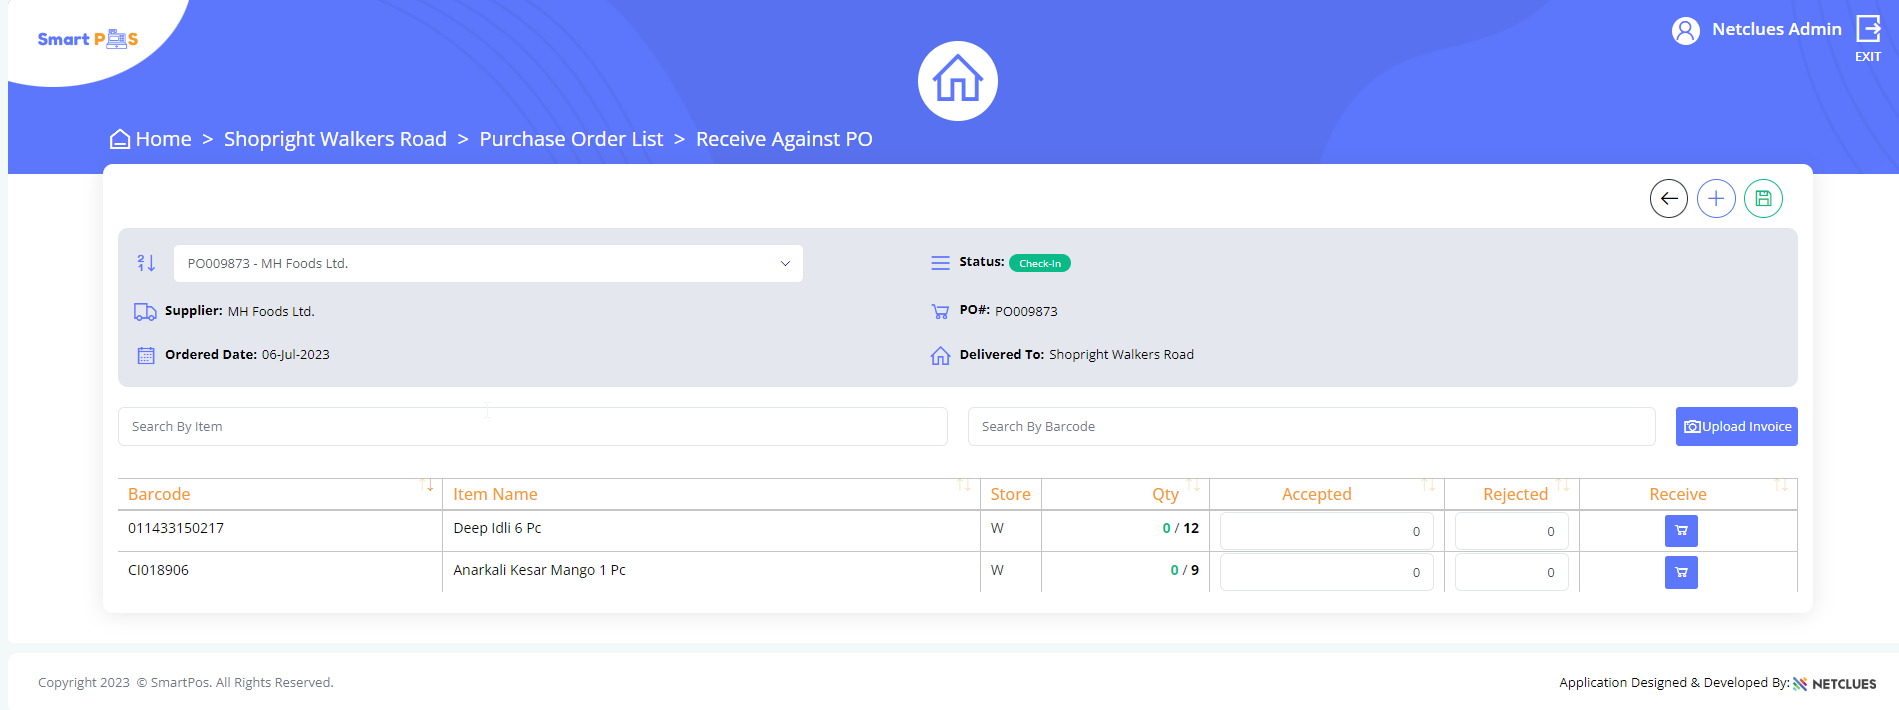 Smart POS
Netclues Admin
EXIT
Home > Shopright Walkers Road > Purchase Order List > Receive Against PO
PO009873 - MH Foods Ltd.
Status: Check-In
Supplier: MH Foods Ltd.
PO#: PO009873
Ordered Date: 06-Jul-2023
Delivered To: Shopright Walkers Road
Search By Item
Search By Barcode
Upload Invoice
Barcode Item Name Store Qty Accepted Rejected Receive
011433150217 Deep Idli 6 Pc W 0 / 12 0 0
CI018906 Anarkali Kesar Mango 1 Pc W 0 / 9 0 0
Copyright 2023 © SmartPos. All Rights Reserved.
Application Designed & Developed By: NETCLUES